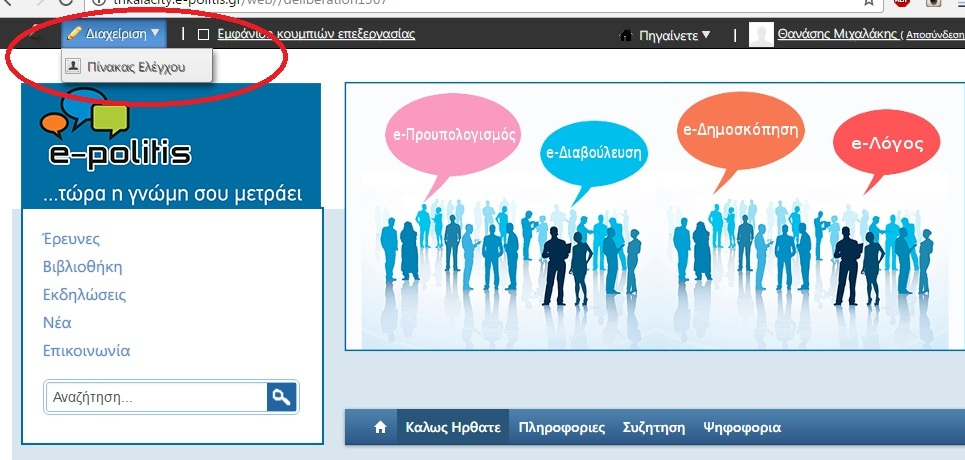 trikalacity.e-politis.gr/web//deliberation1507
Διαχείριση Εμφάνιση κουμπιών επεξεργασίας Πηγαίνετε Θανάσης Μιχαλάκης ( Αποσύνδεση
Πίνακας Ελέγχου
e-politis
...τώρα η γνώμη σου μετράει
e-Προυπολογισμός
e-Διαβούλευση
e-Δημοσκόπηση
e-Λόγος
Έρευνες
Βιβλιοθήκη
Εκδηλώσεις
Νέα
Επικοινωνία
Αναζήτηση...
Καλως Ηρθατε Πληροφοριες Συζητηση Ψηφοφορια